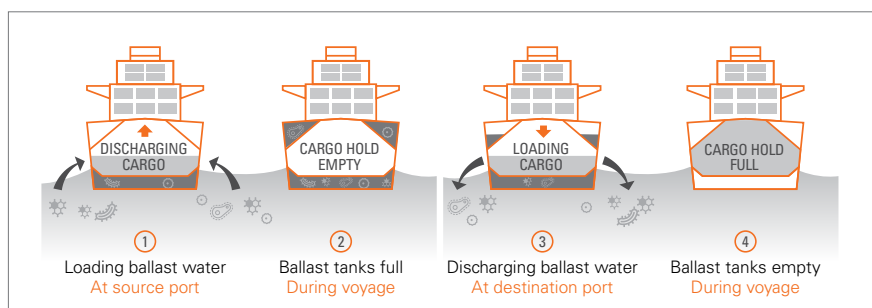 DISCHARGING
CARGO
CARGO HOLD
EMPTY
LOADING
CARGO
CARGO HOLD
FULL
1
2
3
4
Loading ballast water
At source port
Ballast tanks full
During voyage
Discharging ballast water
At destination port
Ballast tanks empty
During voyage